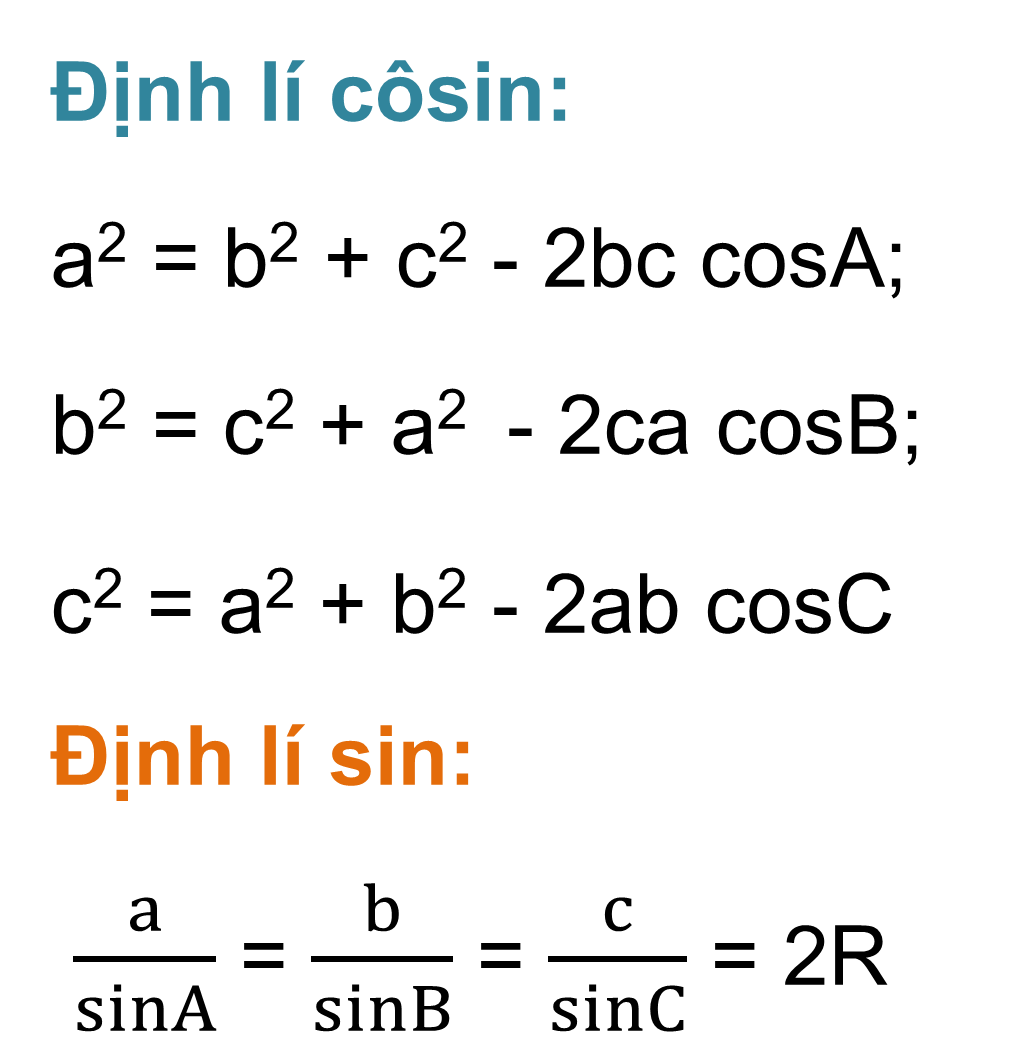 Định lí côsin:
a² = b² + c² - 2bc cosA;
b² = c² + a² - 2ca cosB;
c² = a² + b² - 2ab cosC
Định lí sin:
a/sinA = b/sinB = c/sinC = 2R